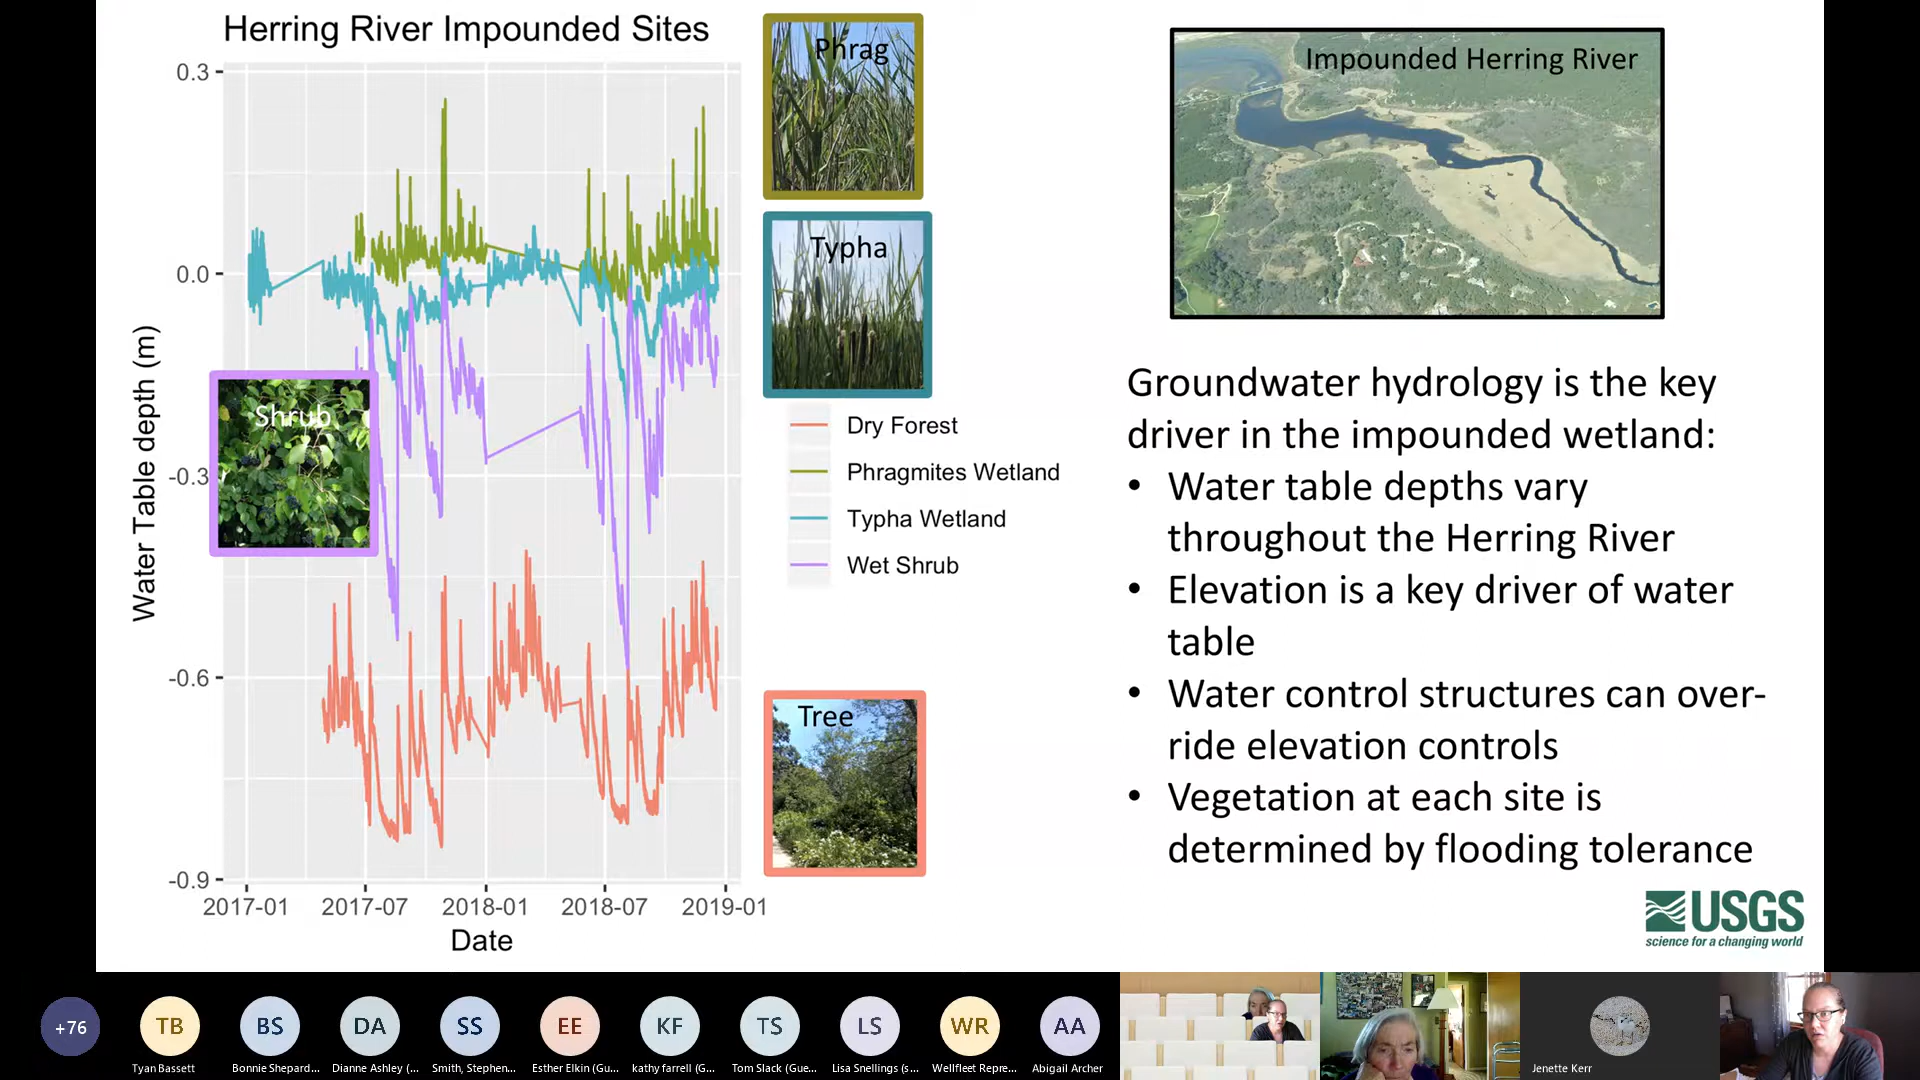 Herring River Impounded Sites
0.3
0.0
-0.3
-0.6
-0.9
Water Table depth (m)
2017-01
2017-07
2018-01
2018-07
2019-01
Date
Shrub
Phrag
Typha
Dry Forest
Phragmites Wetland
Typha Wetland
Wet Shrub
Tree
Impounded Herring River
Groundwater hydrology is the key
driver in the impounded wetland:
• Water table depths vary
throughout the Herring River
• Elevation is a key driver of water
table
• Water control structures can over-
ride elevation controls
• Vegetation at each site is
determined by flooding tolerance
USGS
science for a changing world
+76
TB
BS
DA
SS
EE
KF
TS
LS
WR
AA
Tyan Bassett
Bonnie Shepard...
Dianne Ashley (...
Smith, Stephen...
Esther Elkin (Gu...
kathy farrell (G...
Tom Slack (Gue...
Lisa Snellings (s...
Wellfleet Repre...
Abigail Archer
Jenette Kerr